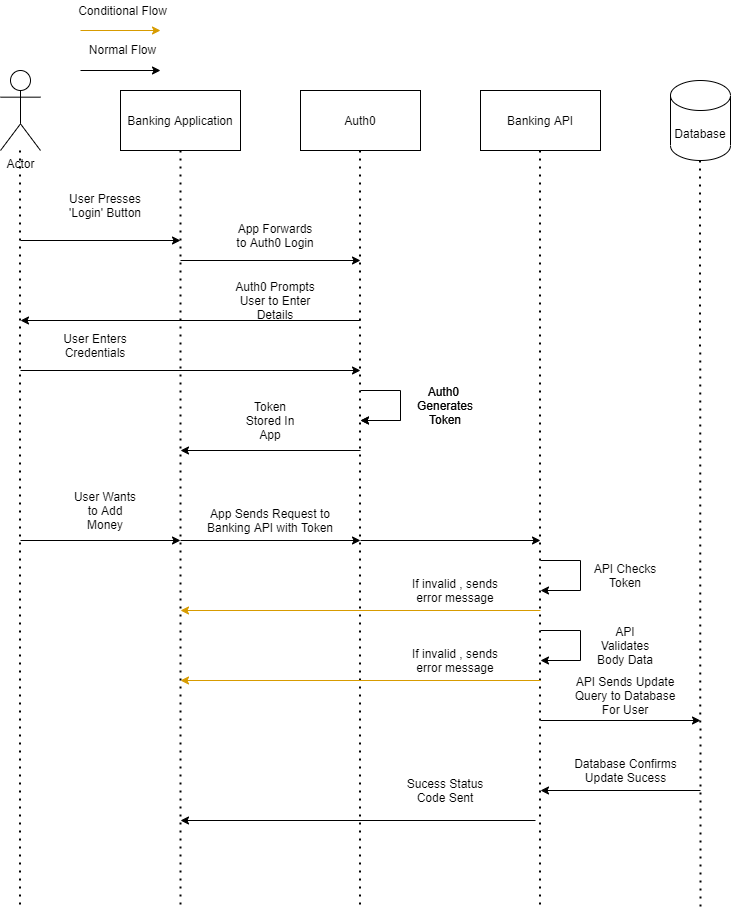 Conditional Flow
Normal Flow
Actor
Banking Application
Auth0
Banking API
Database
User Presses
'Login' Button
App Forwards
to Auth0 Login
Auth0 Prompts
User to Enter
Details
User Enters
Credentials
Auth0
Generates
Token
Token
Stored In
App
User Wants
to Add
Money
App Sends Request to
Banking API with Token
API Checks
Token
If invalid , sends
error message
API
Validates
Body Data
If invalid , sends
error message
API Sends Update
Query to Database
For User
Database Confirms
Update Sucess
Sucess Status
Code Sent